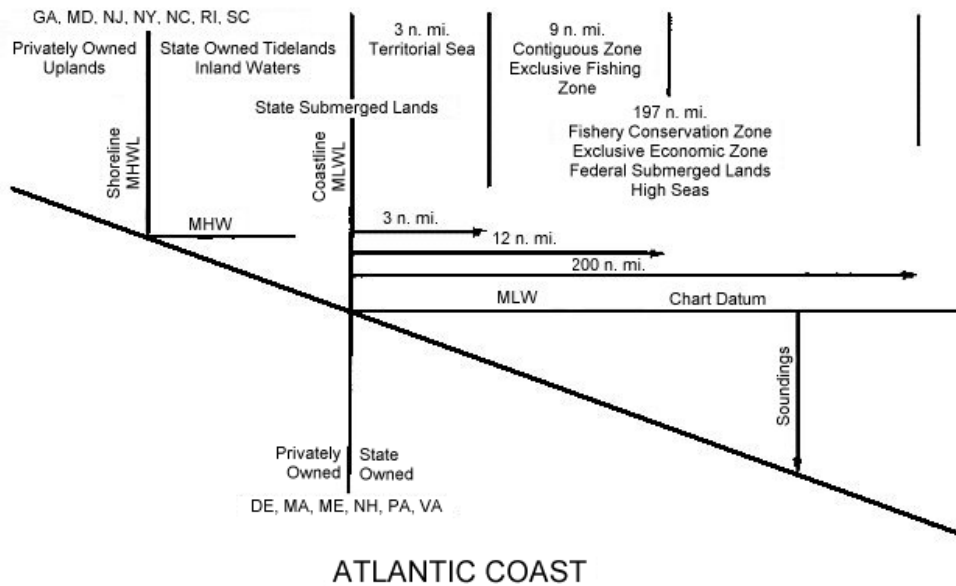 GA, MD, NJ, NY, NC, RI, SC
Privately Owned
Uplands
State Owned Tidelands
Inland Waters
3 n. mi.
Territorial Sea
9 n. mi.
Contiguous Zone
Exclusive Fishing
Zone
State Submerged Lands
197 n. mi.
Fishery Conservation Zone
Exclusive Economic Zone
Federal Submerged Lands
High Seas
Shoreline
MHWL
Coastline
MLWL
MHW
3 n. mi.
12 n. mi.
200 n. mi.
MLW
Chart Datum
Soundings
Privately
Owned
State
Owned
DE, MA, ME, NH, PA, VA
ATLANTIC COAST